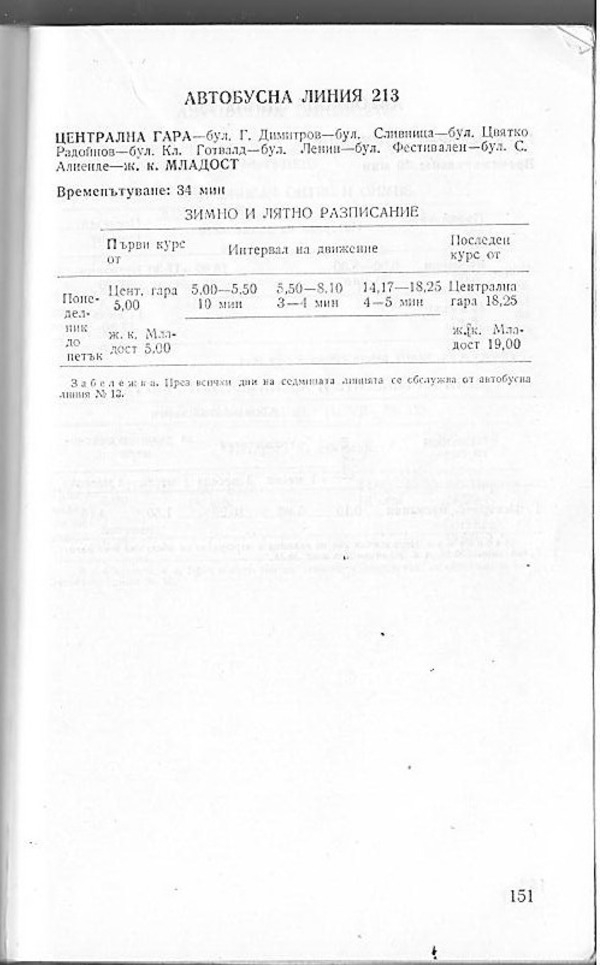 АВТОБУСНА ЛИНИЯ 213
ЦЕНТРАЛНА ГАРА—бул. Г. Димитров—бул. Сливница—бул. Цвятко
Радойнов—бул. Кл. Готвалд—бул. Ленин—бул. Фестивален—бул. С.
Алиенде—ж. к. МЛАДОСТ
Времепътуване: 34 мин
ЗИМНО И ЛЯТНО РАЗПИСАНИЕ
Първи курс от Интервал на движение Последен курс от
Понеделник до петък
Цент. гара 5,00 5,00—5,50 5,50—8,10 14,17—18,25 Централна
10 мин 3—4 мин 4—5 мин гара 18,25
ж. к. Мла- ж. к. Мла-
дост 5,00 дост 19,00
Забележка. През всички дни на седмицата линията се обслужва от автобусна
линия № 13.
151